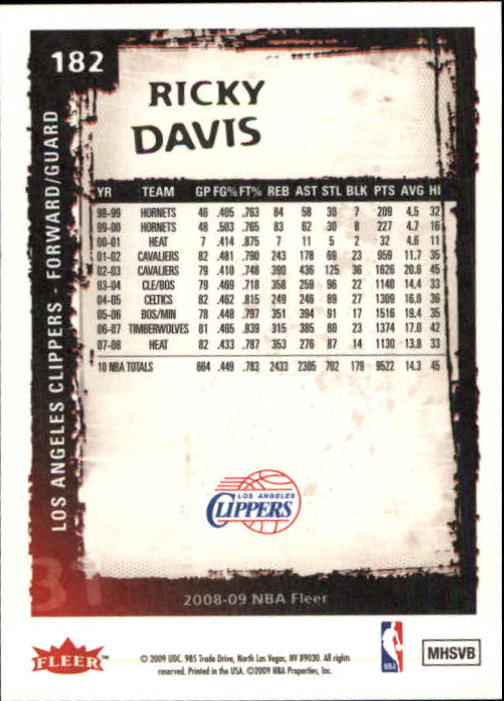 182
RICKY
DAVIS
LOS ANGELES CLIPPERS - FORWARD/GUARD
YR TEAM GP FG% FT% REB AST STL BLK PTS AVG HI
98-99 HORNETS 46 .405 .763 84 58 30 7 209 4.5 32
99-00 HORNETS 48 .503 .765 83 62 30 8 227 4.7 16
00-01 HEAT 7 .414 .875 7 11 5 2 32 4.6 11
01-02 CAVALIERS 82 .481 .790 243 178 69 23 959 11.7 35
02-03 CAVALIERS 79 .410 .748 390 436 125 36 1626 20.6 45
03-04 CLE/BOS 79 .469 .718 358 259 96 22 1140 14.4 33
04-05 CELTICS 82 .462 .815 249 246 89 27 1309 16.0 36
05-06 BOS/MIN 78 .448 .797 351 394 91 17 1516 19.4 35
06-07 TIMBERWOLVES 81 .465 .839 315 385 80 23 1374 17.0 42
07-08 HEAT 82 .433 .787 353 276 87 14 1130 13.8 33
10 NBA TOTALS 664 .449 .783 2433 2305 702 179 9522 14.3 45
LOS ANGELES
CLIPPERS
31
2008-09 NBA Fleer
FLEER™
© 2009 UDC. 985 Trade Drive, North Las Vegas, NV 89030. All rights
reserved. Printed in the USA. ©2009 NBA Properties, Inc.
NBA
MHSVB